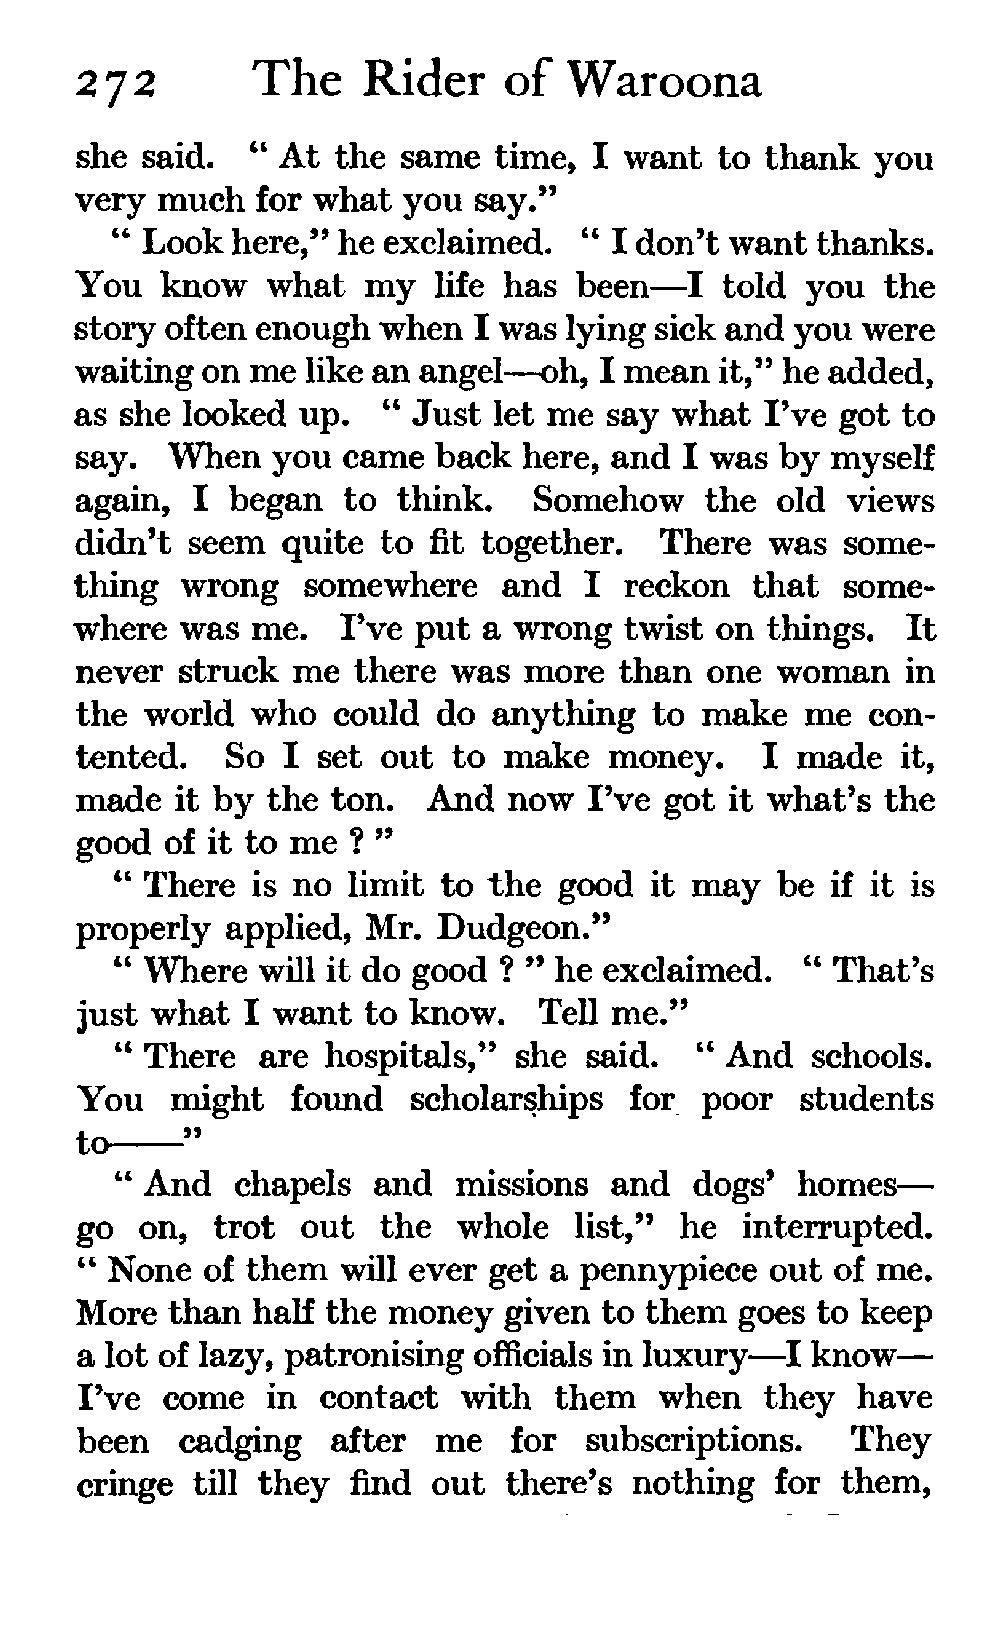 272 The Rider of Waroona
she said. “ At the same time, I want to thank you
very much for what you say.”
“ Look here,” he exclaimed. “ I don’t want thanks.
You know what my life has been—I told you the
story often enough when I was lying sick and you were
waiting on me like an angel—oh, I mean it,” he added,
as she looked up. “ Just let me say what I’ve got to
say. When you came back here, and I was by myself
again, I began to think. Somehow the old views
didn’t seem quite to fit together. There was some-
thing wrong somewhere and I reckon that some-
where was me. I’ve put a wrong twist on things. It
never struck me there was more than one woman in
the world who could do anything to make me con-
tented. So I set out to make money. I made it,
made it by the ton. And now I’ve got it what’s the
good of it to me ? ”
“ There is no limit to the good it may be if it is
properly applied, Mr. Dudgeon.”
“ Where will it do good ? ” he exclaimed. “ That’s
just what I want to know. Tell me.”
“ There are hospitals,” she said. “ And schools.
You might found scholarships for poor students
to——”
“ And chapels and missions and dogs’ homes—
go on, trot out the whole list,” he interrupted.
“ None of them will ever get a pennypiece out of me.
More than half the money given to them goes to keep
a lot of lazy, patronising officials in luxury—I know—
I’ve come in contact with them when they have
been cadging after me for subscriptions. They
cringe till they find out there’s nothing for them,